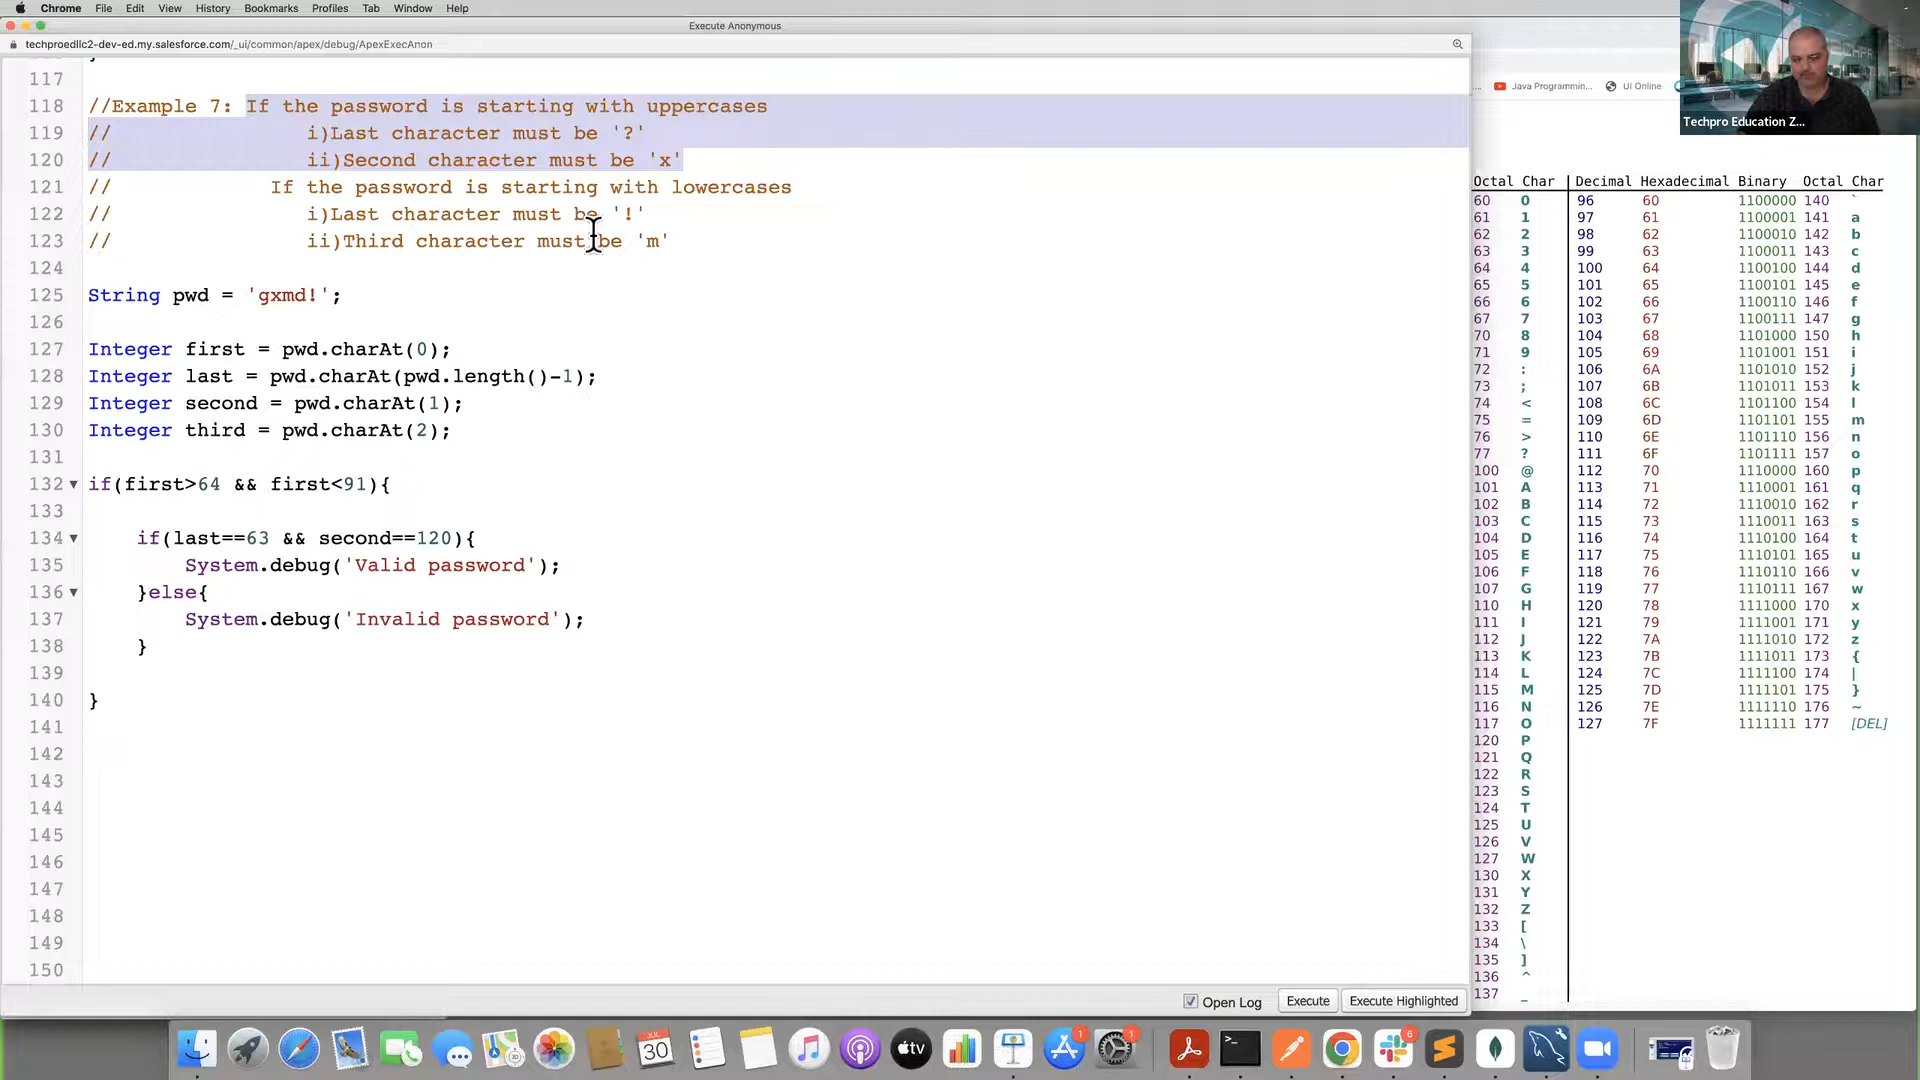 Chrome File Edit View History Bookmarks Profiles Tab Window Help
Execute Anonymous
techproedllc2-dev-ed.my.salesforce.com/_ui/common/apex/debug/ApexExecAnon
Java Programmin... UI Online
Techpro Education Z...
117
118 //Example 7: If the password is starting with uppercases
119 // i)Last character must be '?'
120 // ii)Second character must be 'x'
121 // If the password is starting with lowercases
122 // i)Last character must be '!'
123 // ii)Third character must be 'm'
124
125 String pwd = 'gxmd!';
126
127 Integer first = pwd.charAt(0);
128 Integer last = pwd.charAt(pwd.length()-1);
129 Integer second = pwd.charAt(1);
130 Integer third = pwd.charAt(2);
131
132 if(first>64 && first<91){
133
134 if(last==63 && second==120){
135 System.debug('Valid password');
136 }else{
137 System.debug('Invalid password');
138 }
139
140 }
141
142
143
144
145
146
147
148
149
150
Open Log Execute Execute Highlighted
Octal Char Decimal Hexadecimal Binary Octal Char
60 0 96 60 1100000 140 `
61 1 97 61 1100001 141 a
62 2 98 62 1100010 142 b
63 3 99 63 1100011 143 c
64 4 100 64 1100100 144 d
65 5 101 65 1100101 145 e
66 6 102 66 1100110 146 f
67 7 103 67 1100111 147 g
70 8 104 68 1101000 150 h
71 9 105 69 1101001 151 i
72 : 106 6A 1101010 152 j
73 ; 107 6B 1101011 153 k
74 < 108 6C 1101100 154 l
75 = 109 6D 1101101 155 m
76 > 110 6E 1101110 156 n
77 ? 111 6F 1101111 157 o
100 @ 112 70 1110000 160 p
101 A 113 71 1110001 161 q
102 B 114 72 1110010 162 r
103 C 115 73 1110011 163 s
104 D 116 74 1110100 164 t
105 E 117 75 1110101 165 u
106 F 118 76 1110110 166 v
107 G 119 77 1110111 167 w
110 H 120 78 1111000 170 x
111 I 121 79 1111001 171 y
112 J 122 7A 1111010 172 z
113 K 123 7B 1111011 173 {
114 L 124 7C 1111100 174 |
115 M 125 7D 1111101 175 }
116 N 126 7E 1111110 176 ~
117 O 127 7F 1111111 177 [DEL]
120 P
121 Q
122 R
123 S
124 T
125 U
126 V
127 W
130 X
131 Y
132 Z
133 [
134 \
135 ]
136 ^
137 _
JUL 30 tv 1 1 6